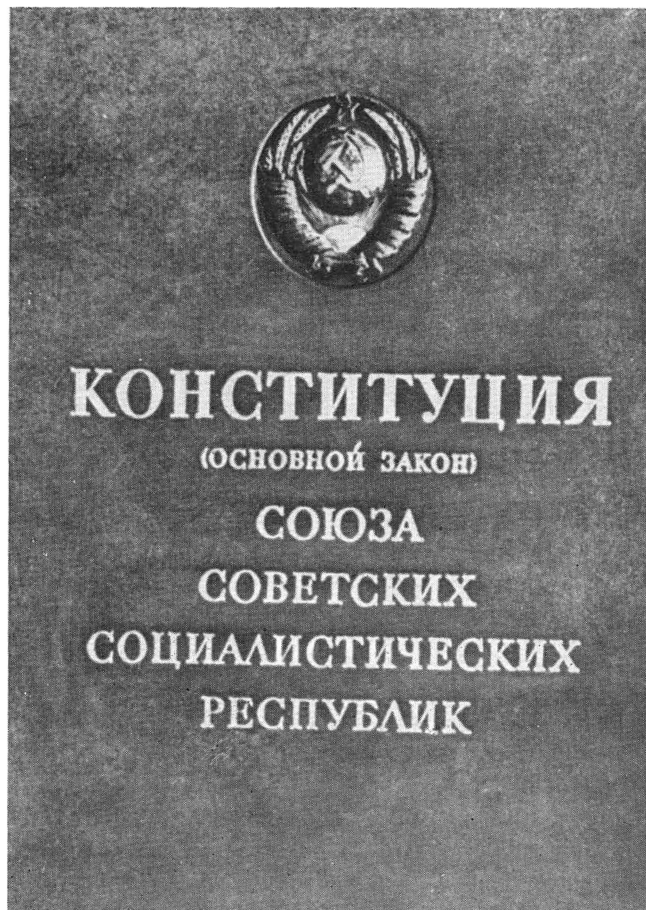 КОНСТИТУЦИЯ
(ОСНОВНОЙ ЗАКОН)
СОЮЗА
СОВЕТСКИХ
СОЦИАЛИСТИЧЕСКИХ
РЕСПУБЛИК